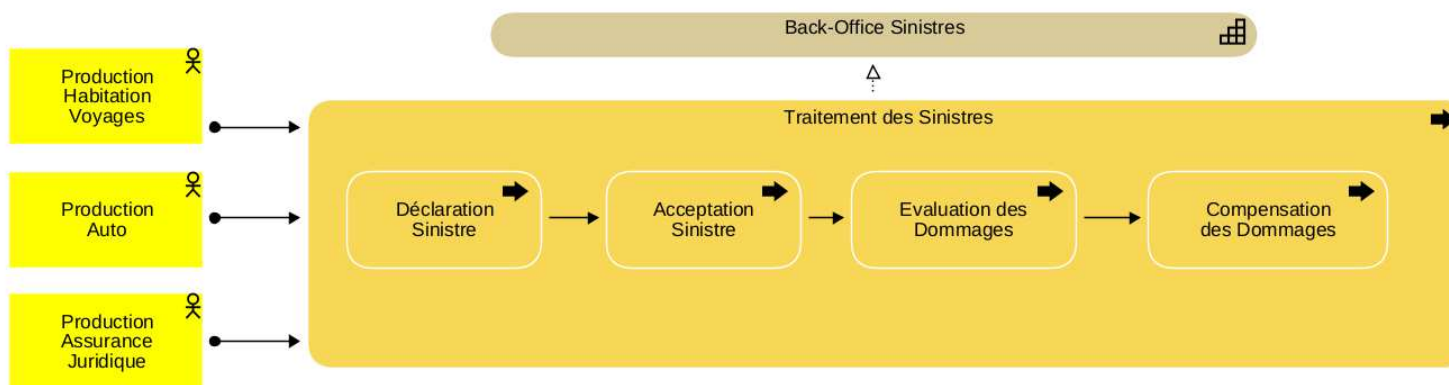 Back-Office Sinistres
Production
Habitation
Voyages
Traitement des Sinistres
Production
Auto
Déclaration
Sinistre
Acceptation
Sinistre
Evaluation des
Dommages
Compensation
des Dommages
Production
Assurance
Juridique